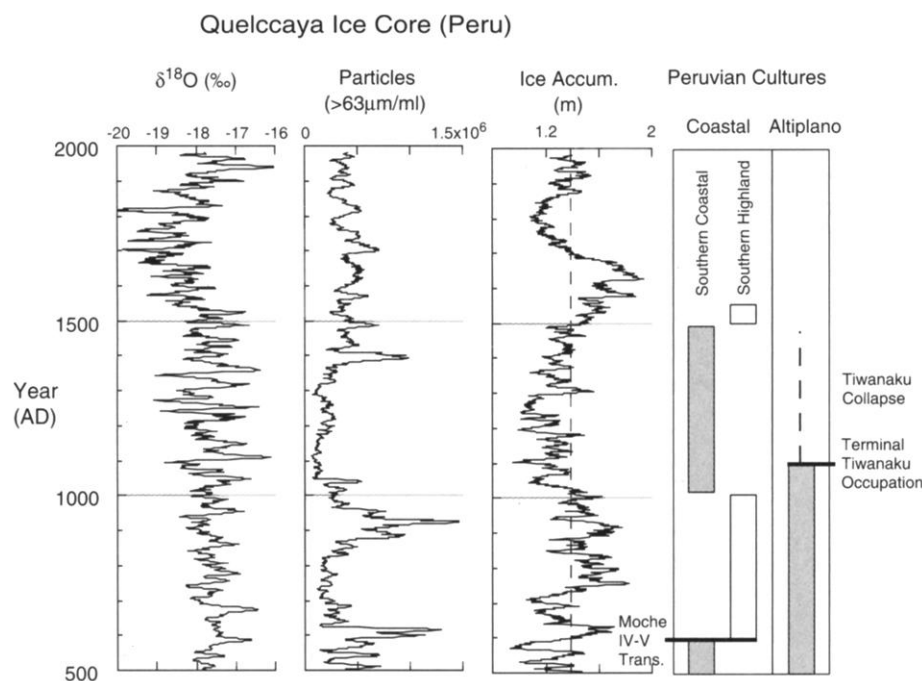 Quelccaya Ice Core (Peru)
δ¹⁸O (‰)
Particles
(>63μm/ml)
Ice Accum.
(m)
Peruvian Cultures
Coastal
Altiplano
-20 -19 -18 -17 -16
0 1.5x10⁶
1.2 2
2000
1500
Year
(AD)
1000
500
Southern Coastal
Southern Highland
Tiwanaku
Collapse
Terminal
Tiwanaku
Occupation
Moche
IV-V
Trans.